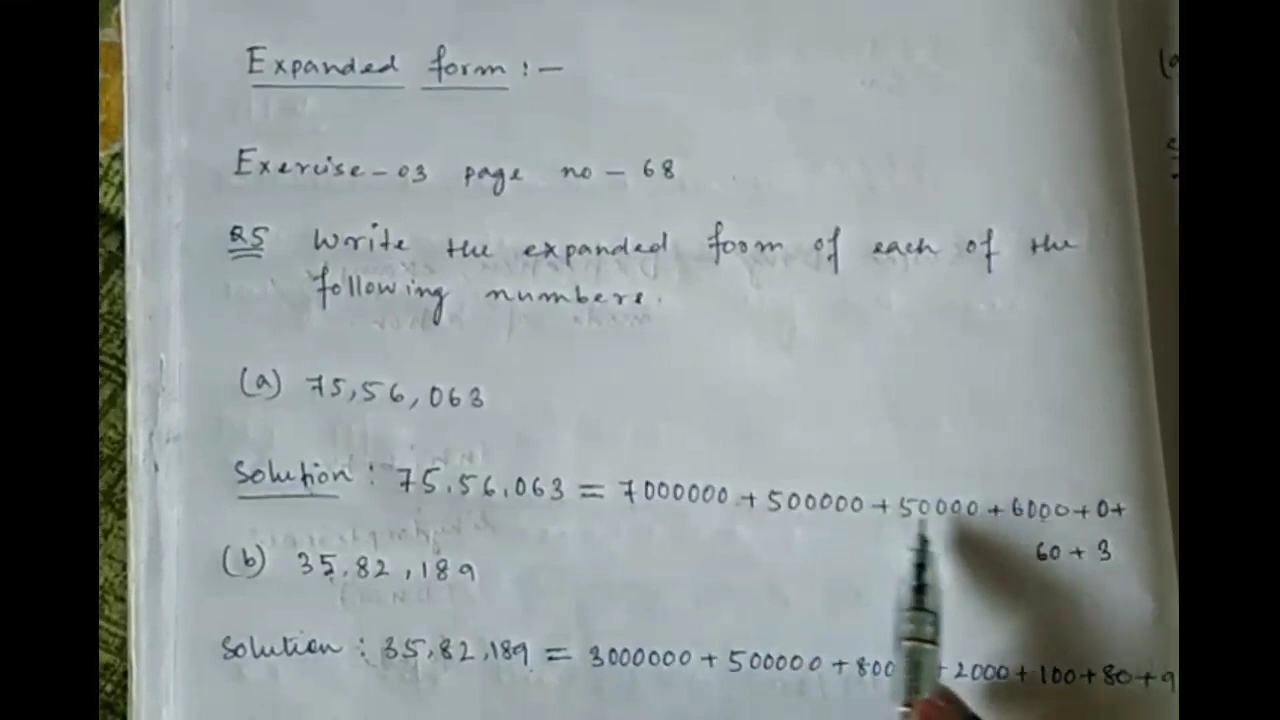 Expanded form :-
Exercise-03 page no - 68
Q5 Write the expanded form of each of the
following numbers.
(a) 75,56,063
Solution : 75,56,063 = 7000000 + 500000 + 50000 + 6000 + 0 +
60 + 3
(b) 35,82,189
Solution : 35,82,189 = 3000000 + 500000 + 800 + 2000 + 100 + 80 + 9